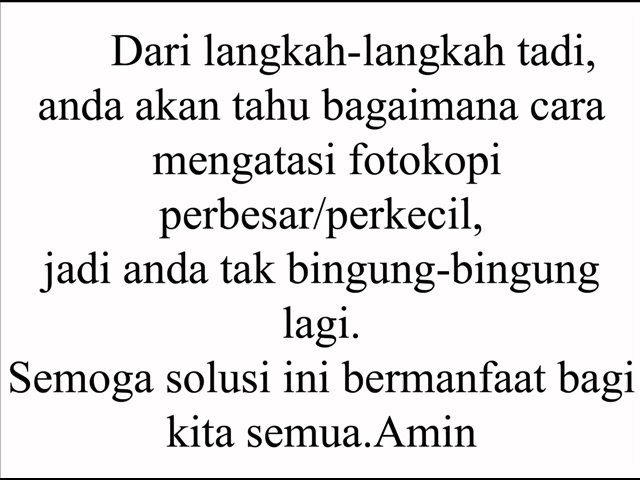 Dari langkah-langkah tadi,
anda akan tahu bagaimana cara
mengatasi fotokopi
perbesar/perkecil,
jadi anda tak bingung-bingung
lagi.
Semoga solusi ini bermanfaat bagi
kita semua.Amin